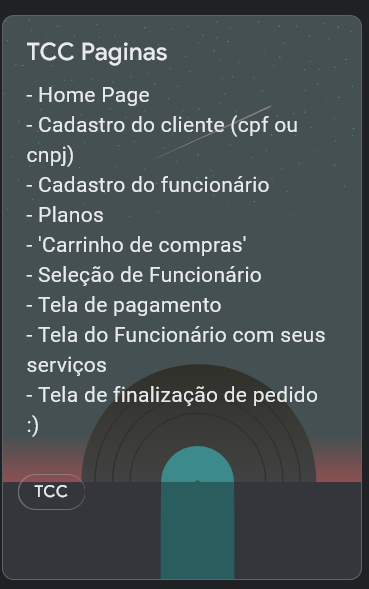 TCC Paginas
- Home Page
- Cadastro do cliente (cpf ou
cnpj)
- Cadastro do funcionário
- Planos
- 'Carrinho de compras'
- Seleção de Funcionário
- Tela de pagamento
- Tela do Funcionário com seus
serviços
- Tela de finalização de pedido
:)
TCC